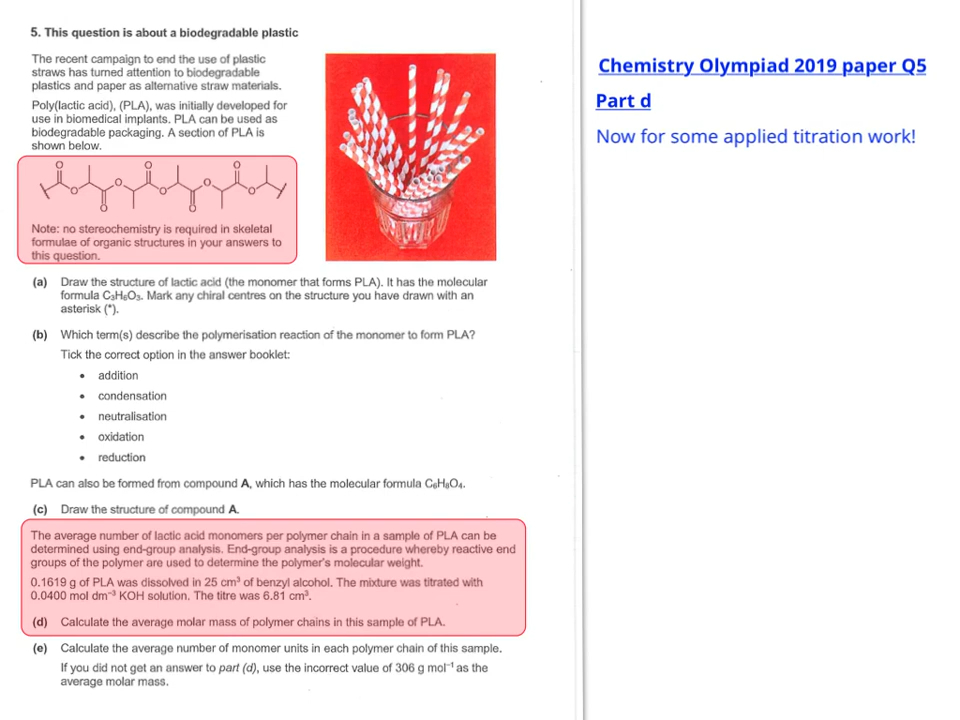 5. This question is about a biodegradable plastic
The recent campaign to end the use of plastic
straws has turned attention to biodegradable
plastics and paper as alternative straw materials.
Poly(lactic acid), (PLA), was initially developed for
use in biomedical implants. PLA can be used as
biodegradable packaging. A section of PLA is
shown below.
O O O
O O O O O
O O
Note: no stereochemistry is required in skeletal
formulae of organic structures in your answers to
this question.
(a) Draw the structure of lactic acid (the monomer that forms PLA). It has the molecular
formula C₃H₆O₃. Mark any chiral centres on the structure you have drawn with an
asterisk (*).
(b) Which term(s) describe the polymerisation reaction of the monomer to form PLA?
Tick the correct option in the answer booklet:
• addition
• condensation
• neutralisation
• oxidation
• reduction
PLA can also be formed from compound A, which has the molecular formula C₆H₈O₄.
(c) Draw the structure of compound A.
The average number of lactic acid monomers per polymer chain in a sample of PLA can be
determined using end-group analysis. End-group analysis is a procedure whereby reactive end
groups of the polymer are used to determine the polymer's molecular weight.
0.1619 g of PLA was dissolved in 25 cm³ of benzyl alcohol. The mixture was titrated with
0.0400 mol dm⁻³ KOH solution. The titre was 6.81 cm³.
(d) Calculate the average molar mass of polymer chains in this sample of PLA.
(e) Calculate the average number of monomer units in each polymer chain of this sample.
If you did not get an answer to part (d), use the incorrect value of 306 g mol⁻¹ as the
average molar mass.
Chemistry Olympiad 2019 paper Q5
Part d
Now for some applied titration work!